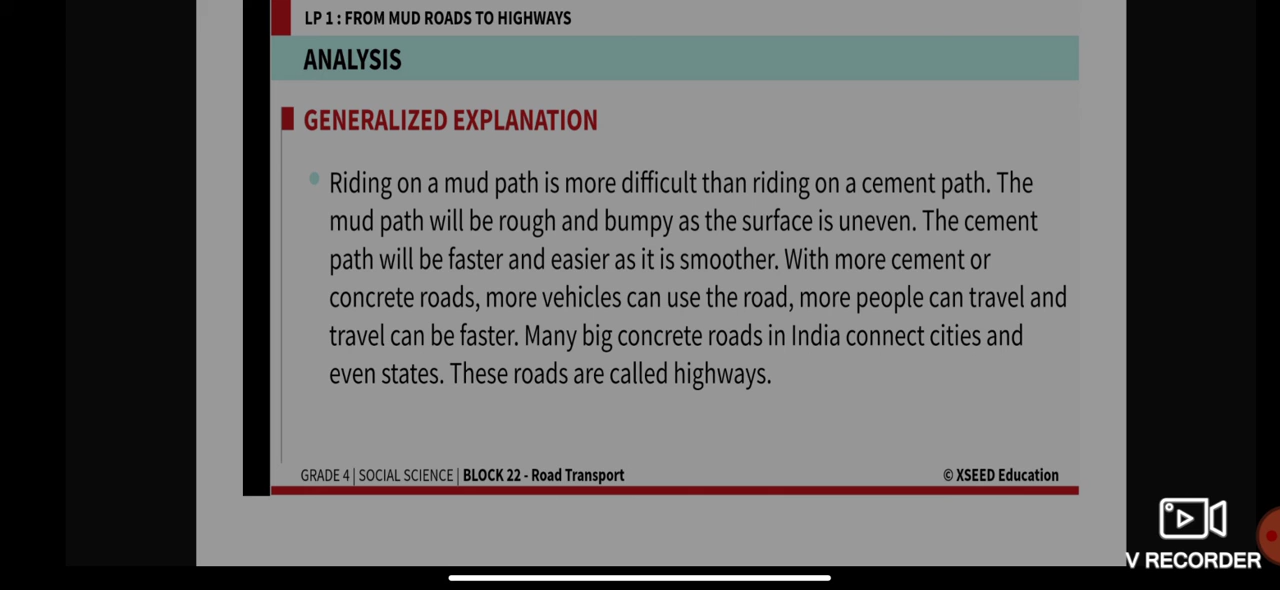 LP 1 : FROM MUD ROADS TO HIGHWAYS
ANALYSIS
GENERALIZED EXPLANATION
Riding on a mud path is more difficult than riding on a cement path. The
mud path will be rough and bumpy as the surface is uneven. The cement
path will be faster and easier as it is smoother. With more cement or
concrete roads, more vehicles can use the road, more people can travel and
travel can be faster. Many big concrete roads in India connect cities and
even states. These roads are called highways.
GRADE 4 | SOCIAL SCIENCE | BLOCK 22 - Road Transport © XSEED Education
V RECORDER